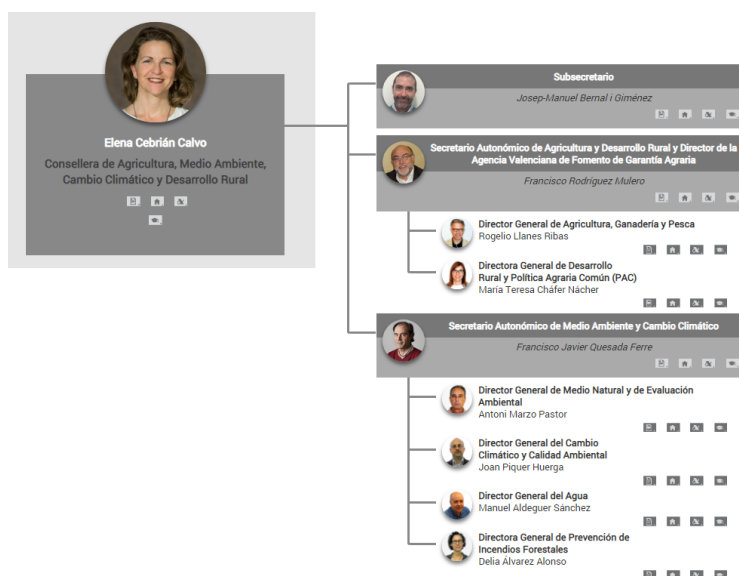 Elena Cebrián Calvo
Consellera de Agricultura, Medio Ambiente,
Cambio Climático y Desarrollo Rural
Subsecretario
Josep-Manuel Bernal i Giménez
Secretario Autonómico de Agricultura y Desarrollo Rural y Director de la
Agencia Valenciana de Fomento de Garantía Agraria
Francisco Rodríguez Mulero
Director General de Agricultura, Ganadería y Pesca
Rogelio Llanes Ribas
Directora General de Desarrollo
Rural y Política Agraria Común (PAC)
María Teresa Cháfer Nácher
Secretario Autonómico de Medio Ambiente y Cambio Climático
Francisco Javier Quesada Ferre
Director General de Medio Natural y de Evaluación
Ambiental
Antoni Marzo Pastor
Director General del Cambio
Climático y Calidad Ambiental
Joan Piquer Huerga
Director General del Agua
Manuel Aldeguer Sánchez
Directora General de Prevención de
Incendios Forestales
Delia Álvarez Alonso